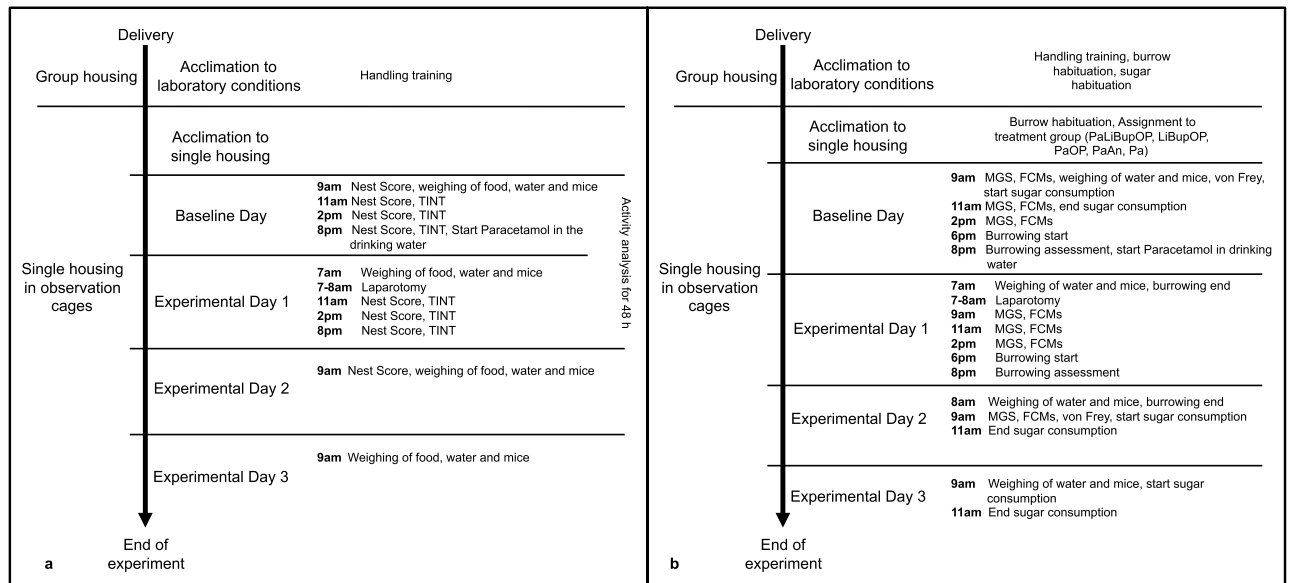 Delivery
Group housing
Acclimation to
laboratory conditions
Handling training
Acclimation to
single housing
Single housing
in observation
cages
Baseline Day
9am Nest Score, weighing of food, water and mice
11am Nest Score, TINT
2pm Nest Score, TINT
8pm Nest Score, TINT, Start Paracetamol in the
drinking water
Activity analysis for 48 h
Experimental Day 1
7am Weighing of food, water and mice
7-8am Laparotomy
11am Nest Score, TINT
2pm Nest Score, TINT
8pm Nest Score, TINT
Experimental Day 2
9am Nest Score, weighing of food, water and mice
Experimental Day 3
9am Weighing of food, water and mice
End of
experiment
a
Delivery
Group housing
Acclimation to
laboratory conditions
Handling training, burrow
habituation, sugar
habituation
Acclimation to
single housing
Burrow habituation, Assignment to
treatment group (PaLiBupOP, LiBupOP,
PaOP, PaAn, Pa)
Single housing
in observation
cages
Baseline Day
9am MGS, FCMs, weighing of water and mice, von Frey,
start sugar consumption
11am MGS, FCMs, end sugar consumption
2pm MGS, FCMs
6pm Burrowing start
8pm Burrowing assessment, start Paracetamol in drinking
water
Experimental Day 1
7am Weighing of water and mice, burrowing end
7-8am Laparotomy
9am MGS, FCMs
11am MGS, FCMs
2pm MGS, FCMs
6pm Burrowing start
8pm Burrowing assessment
Experimental Day 2
8am Weighing of water and mice, burrowing end
9am MGS, FCMs, von Frey, start sugar consumption
11am End sugar consumption
Experimental Day 3
9am Weighing of water and mice, start sugar
consumption
11am End sugar consumption
End of
experiment
b